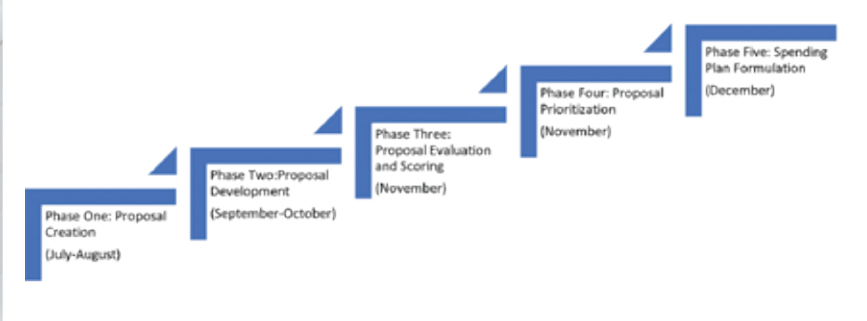 Phase One: Proposal
Creation
(July-August)
Phase Two:Proposal
Development
(September-October)
Phase Three:
Proposal Evaluation
and Scoring
(November)
Phase Four: Proposal
Prioritization
(November)
Phase Five: Spending
Plan Formulation
(December)